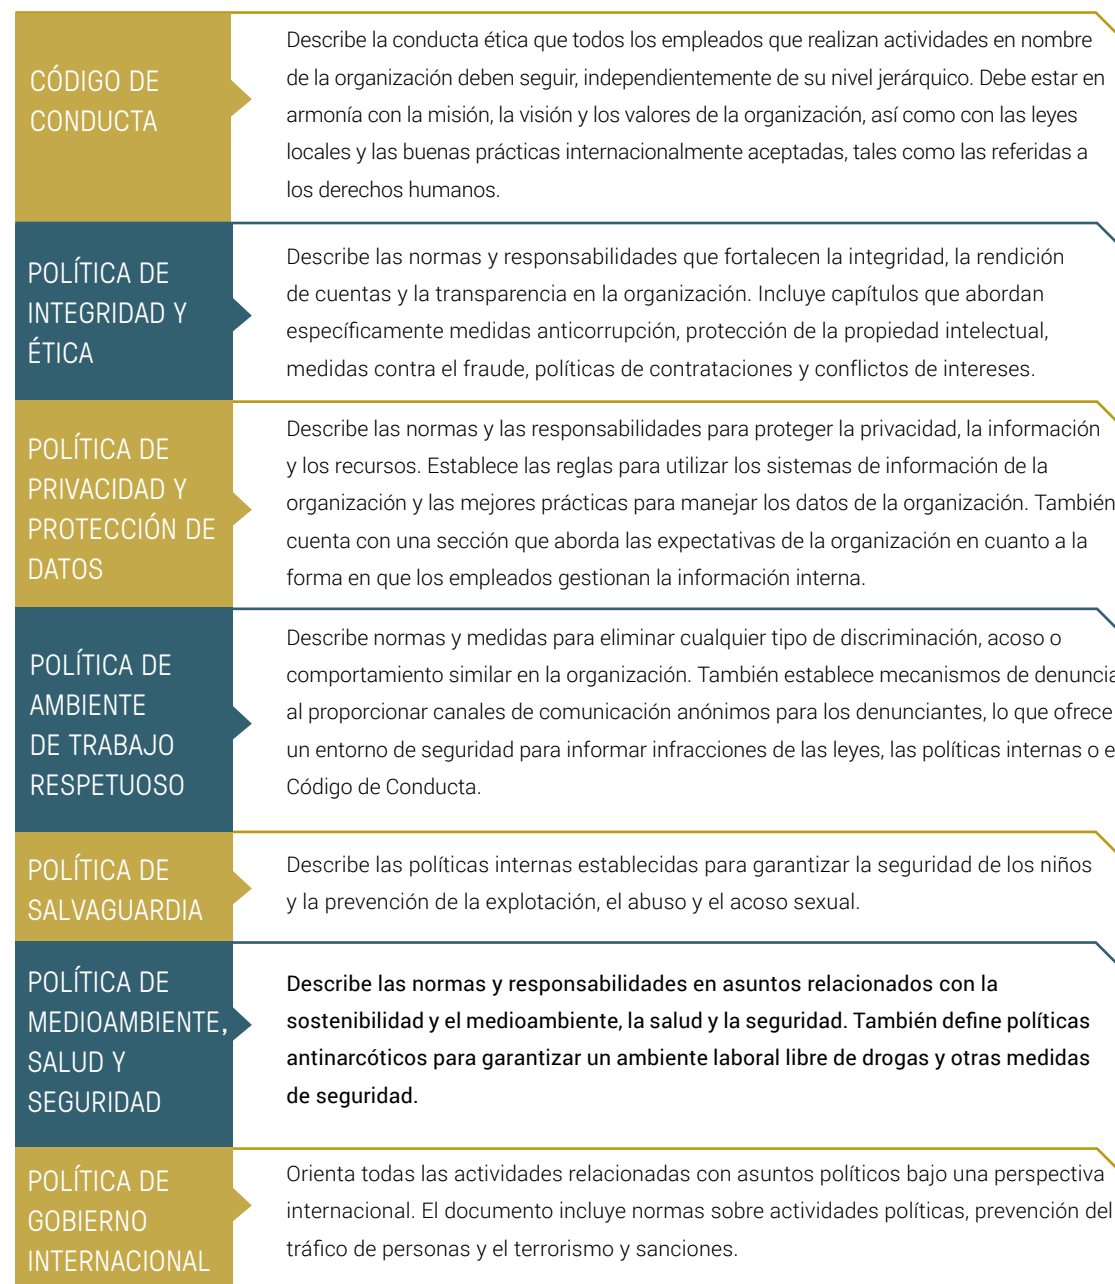 CÓDIGO DE
CONDUCTA
Describe la conducta ética que todos los empleados que realizan actividades en nombre
de la organización deben seguir, independientemente de su nivel jerárquico. Debe estar en
armonía con la misión, la visión y los valores de la organización, así como con las leyes
locales y las buenas prácticas internacionalmente aceptadas, tales como las referidas a
los derechos humanos.
POLÍTICA DE
INTEGRIDAD Y
ÉTICA
Describe las normas y responsabilidades que fortalecen la integridad, la rendición
de cuentas y la transparencia en la organización. Incluye capítulos que abordan
específicamente medidas anticorrupción, protección de la propiedad intelectual,
medidas contra el fraude, políticas de contrataciones y conflictos de intereses.
POLÍTICA DE
PRIVACIDAD Y
PROTECCIÓN DE
DATOS
Describe las normas y las responsabilidades para proteger la privacidad, la información
y los recursos. Establece las reglas para utilizar los sistemas de información de la
organización y las mejores prácticas para manejar los datos de la organización. También
cuenta con una sección que aborda las expectativas de la organización en cuanto a la
forma en que los empleados gestionan la información interna.
POLÍTICA DE
AMBIENTE
DE TRABAJO
RESPETUOSO
Describe normas y medidas para eliminar cualquier tipo de discriminación, acoso o
comportamiento similar en la organización. También establece mecanismos de denuncia
al proporcionar canales de comunicación anónimos para los denunciantes, lo que ofrece
un entorno de seguridad para informar infracciones de las leyes, las políticas internas o e
Código de Conducta.
POLÍTICA DE
SALVAGUARDIA
Describe las políticas internas establecidas para garantizar la seguridad de los niños
y la prevención de la explotación, el abuso y el acoso sexual.
POLÍTICA DE
MEDIOAMBIENTE,
SALUD Y
SEGURIDAD
Describe las normas y responsabilidades en asuntos relacionados con la
sostenibilidad y el medioambiente, la salud y la seguridad. También define políticas
antinarcóticos para garantizar un ambiente laboral libre de drogas y otras medidas
de seguridad.
POLÍTICA DE
GOBIERNO
INTERNACIONAL
Orienta todas las actividades relacionadas con asuntos políticos bajo una perspectiva
internacional. El documento incluye normas sobre actividades políticas, prevención del
tráfico de personas y el terrorismo y sanciones.